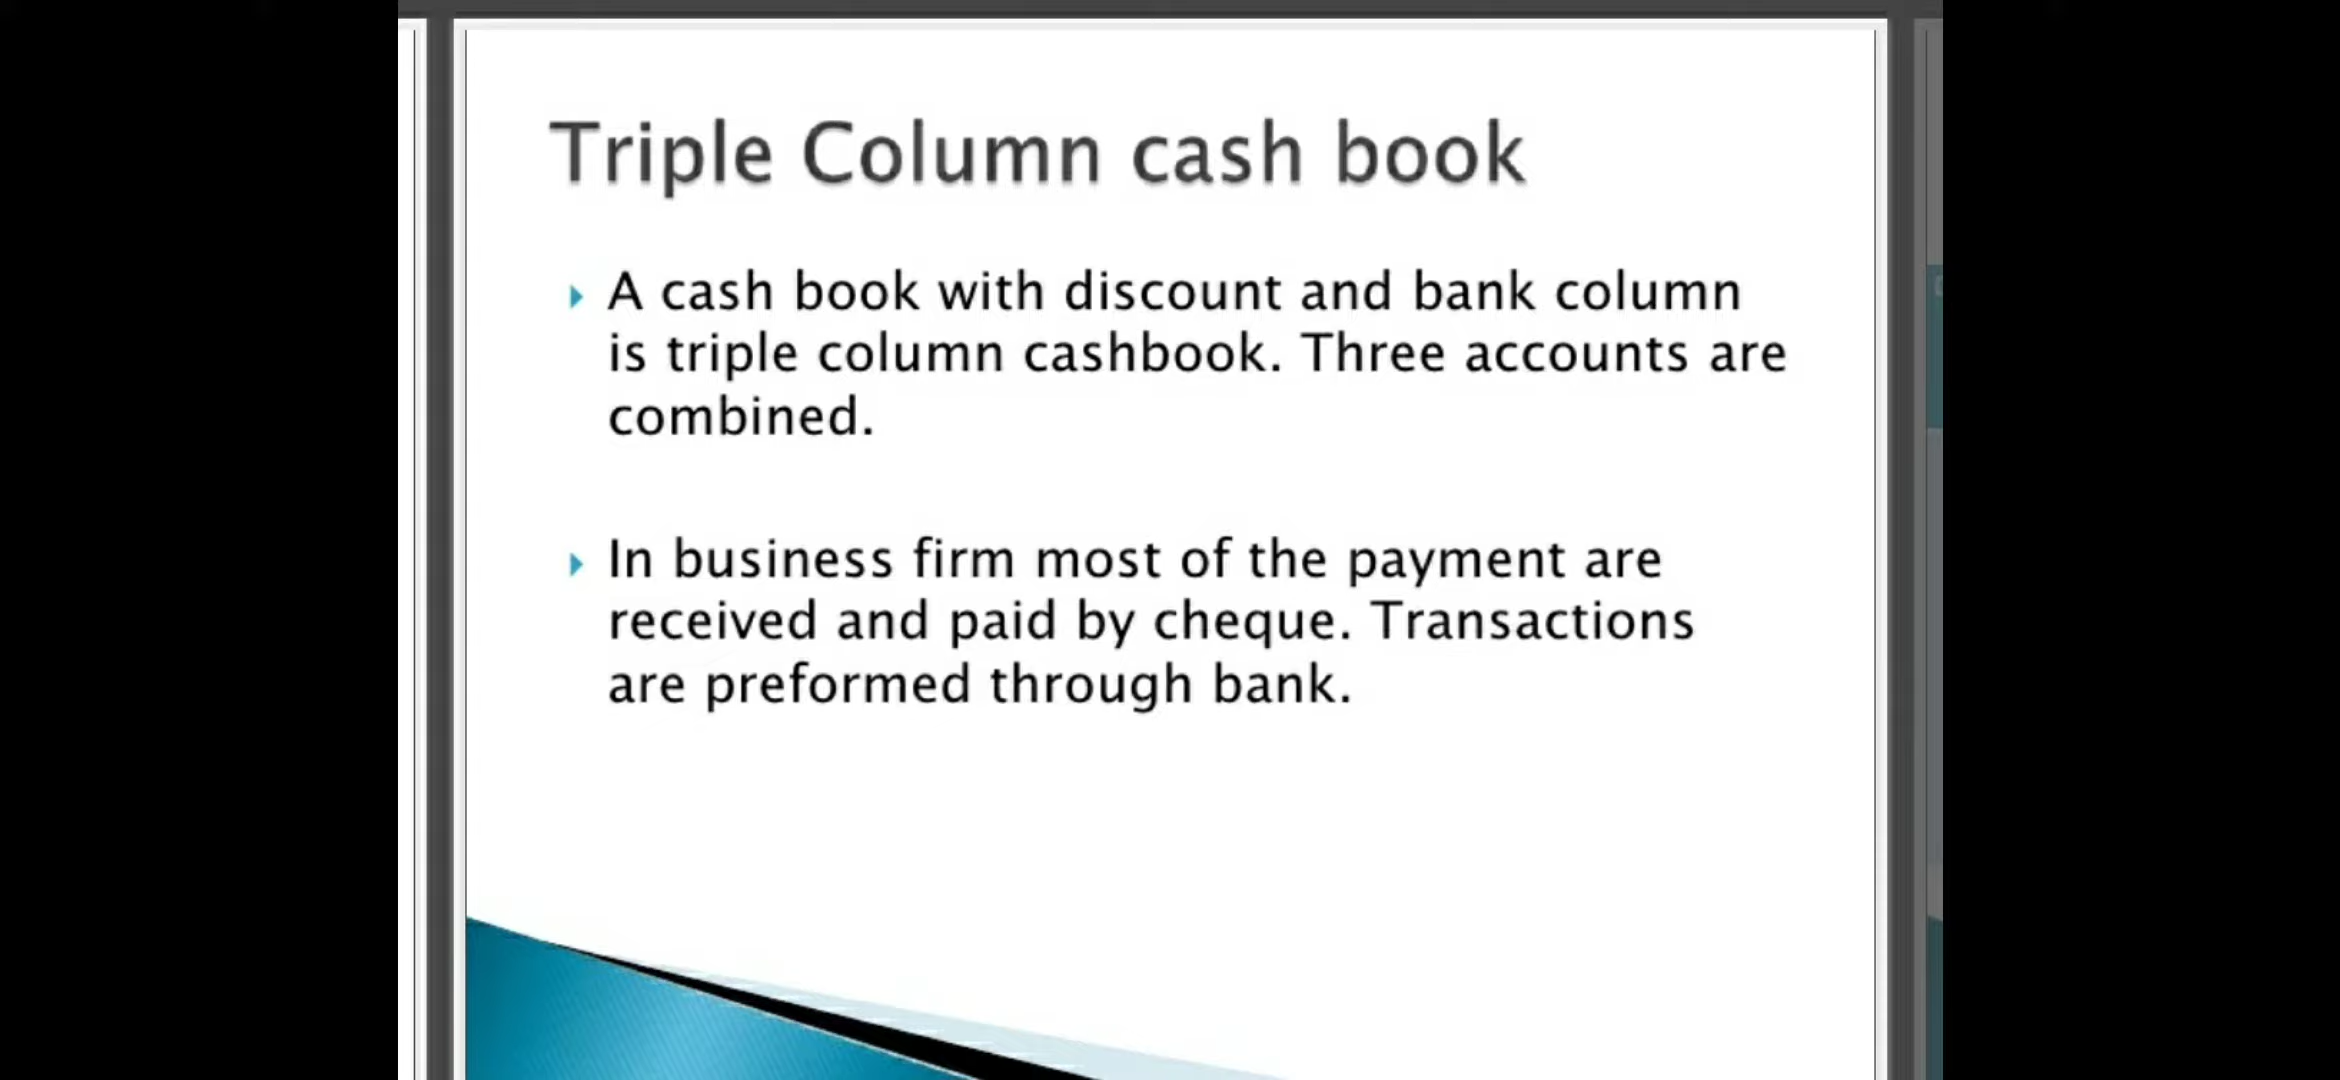 Triple Column cash book
A cash book with discount and bank column
is triple column cashbook. Three accounts are
combined.
In business firm most of the payment are
received and paid by cheque. Transactions
are preformed through bank.